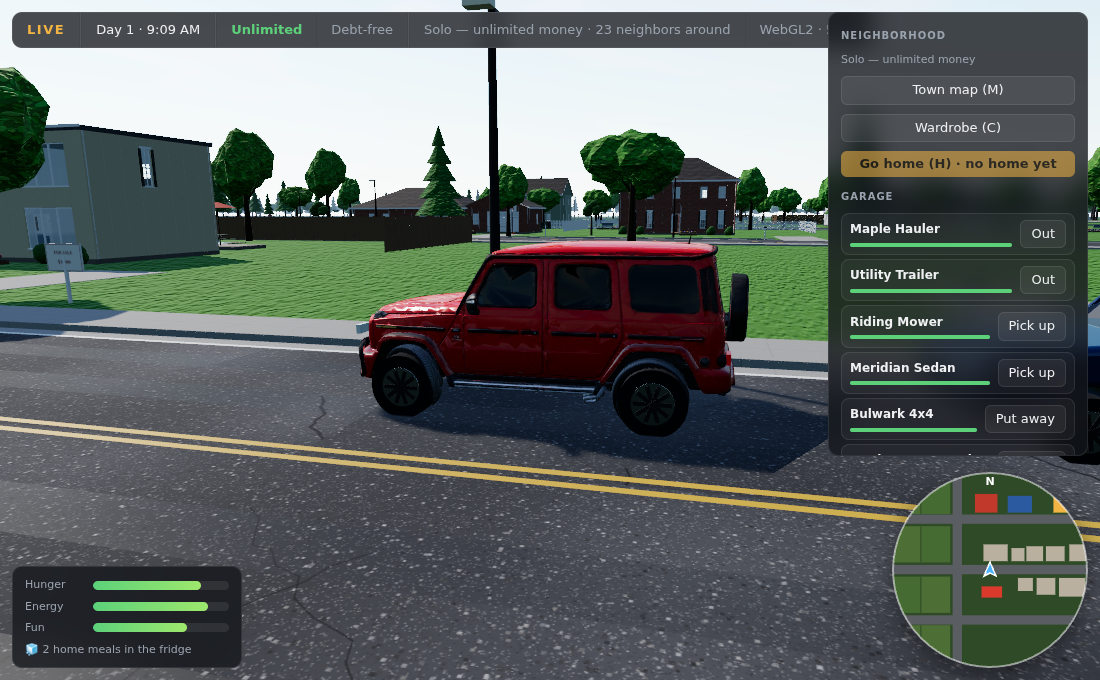 LIVE
Day 1 · 9:09 AM
Unlimited
Debt-free
Solo — unlimited money · 23 neighbors around
WebGL2 ·
NEIGHBORHOOD
Solo — unlimited money
Town map (M)
Wardrobe (C)
Go home (H) · no home yet
GARAGE
Maple Hauler
Out
Utility Trailer
Out
Riding Mower
Pick up
Meridian Sedan
Pick up
Bulwark 4x4
Put away
N
Hunger
Energy
Fun
2 home meals in the fridge